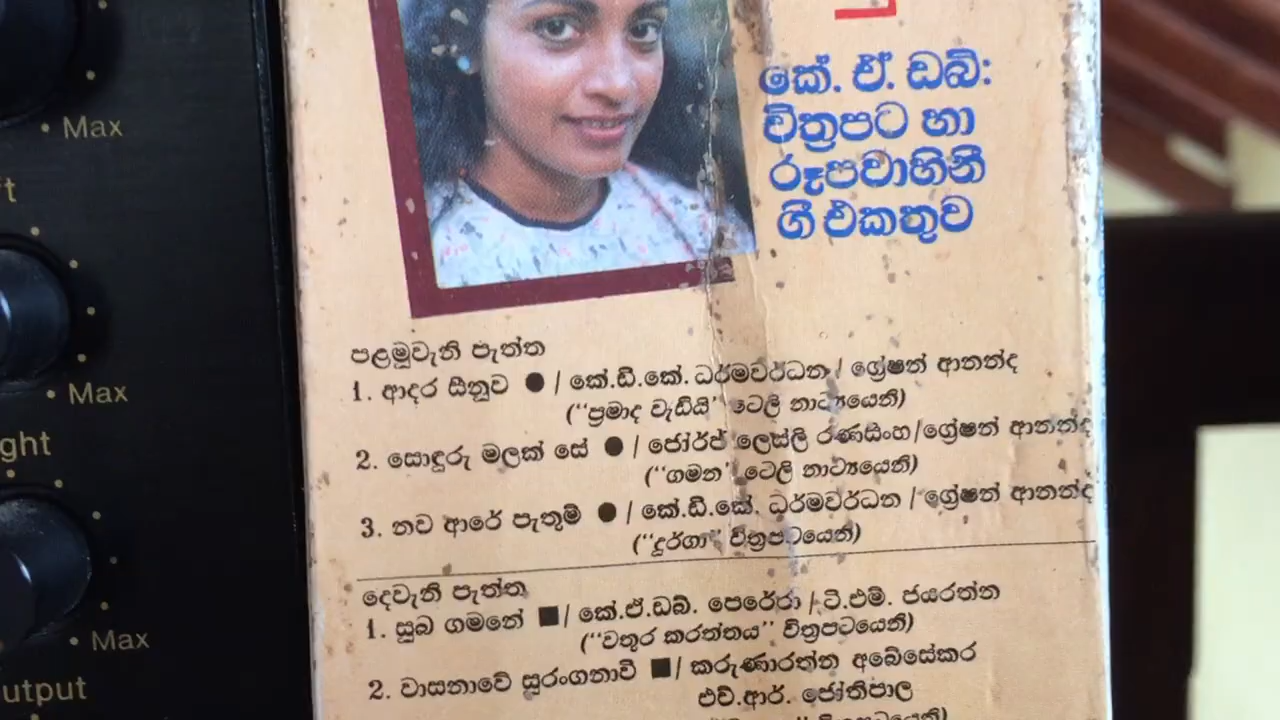 කේ. ඒ. ඩබ්:
චිත්‍රපට හා
රූපවාහිනී
ගී එකතුව
පළමුවැනි පැත්ත
1. ආදර සීනුව ● / කේ.ඩී.කේ. ධර්මවර්ධන / ග්‍රේෂන් ආනන්ද
("ප්‍රමාද වැඩියි" ටෙලි නාට්‍යයෙනි)
2. සොඳුරු මලක් සේ ● / ජෝර්ජ් ලෙස්ලි රණසිංහ/ග්‍රේෂන් ආනන්ද
("ගමන" ටෙලි නාට්‍යයෙනි)
3. නව ආරේ පැතුම් ● / කේ.ඩී.කේ. ධර්මවර්ධන / ග්‍රේෂන් ආනන්ද
("දුර්ගා" චිත්‍රපටයෙනි)
දෙවැනි පැත්ත
1. සුබ ගමනේ ■ / කේ.ඒ.ඩබ්. පෙරේරා / ටී.එම්. ජයරත්න
("වතුර කරත්තය" චිත්‍රපටයෙනි)
2. වාසනාවේ සුරංගනාවි ■ / කරුණාරත්න අබේසේකර
එච්.ආර්. ජෝතිපාල
Max
Max
ght
Max
utput